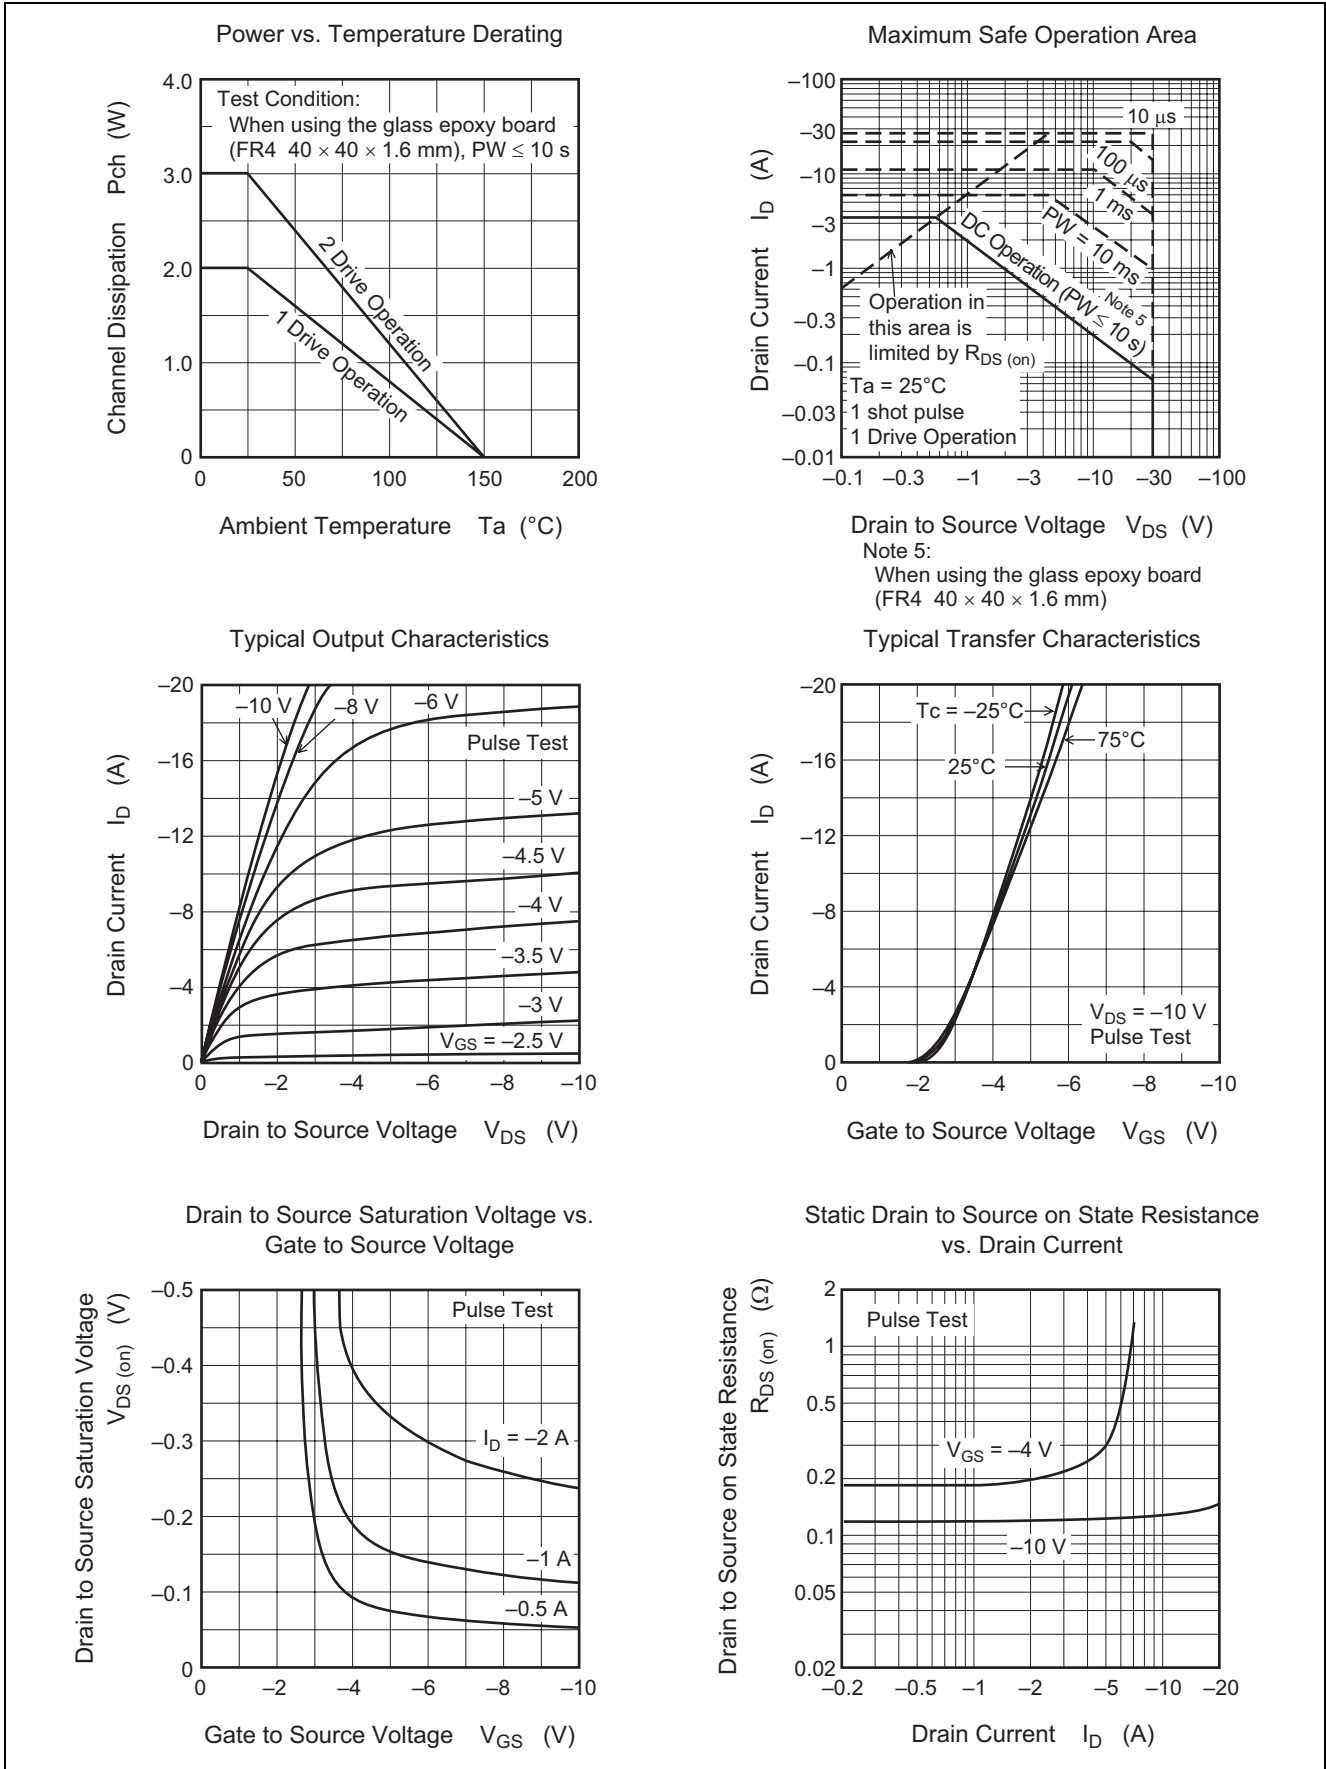 Power vs. Temperature Derating
Channel Dissipation Pch (W)
4.0
3.0
2.0
1.0
0
Test Condition:
When using the glass epoxy board
(FR4 40 × 40 × 1.6 mm), PW ≤ 10 s
2 Drive Operation
1 Drive Operation
0 50 100 150 200
Ambient Temperature Ta (°C)
Maximum Safe Operation Area
Drain Current I_D (A)
–100
–30
–10
–3
–1
–0.3
–0.1
–0.03
–0.01
10 μs
100 μs
1 ms
PW = 10 ms
DC Operation (PW ≤ 10 s)
Note 5
Operation in
this area is
limited by R_DS (on)
Ta = 25°C
1 shot pulse
1 Drive Operation
–0.1 –0.3 –1 –3 –10 –30 –100
Drain to Source Voltage V_DS (V)
Note 5:
When using the glass epoxy board
(FR4 40 × 40 × 1.6 mm)
Typical Output Characteristics
Drain Current I_D (A)
–20
–16
–12
–8
–4
0
–10 V
–8 V
–6 V
Pulse Test
–5 V
–4.5 V
–4 V
–3.5 V
–3 V
V_GS = –2.5 V
0 –2 –4 –6 –8 –10
Drain to Source Voltage V_DS (V)
Typical Transfer Characteristics
Drain Current I_D (A)
–20
–16
–12
–8
–4
0
Tc = –25°C
75°C
25°C
V_DS = –10 V
Pulse Test
0 –2 –4 –6 –8 –10
Gate to Source Voltage V_GS (V)
Drain to Source Saturation Voltage vs.
Gate to Source Voltage
Drain to Source Saturation Voltage
V_DS (on) (V)
–0.5
–0.4
–0.3
–0.2
–0.1
0
Pulse Test
I_D = –2 A
–1 A
–0.5 A
0 –2 –4 –6 –8 –10
Gate to Source Voltage V_GS (V)
Static Drain to Source on State Resistance
vs. Drain Current
Drain to Source on State Resistance
R_DS (on) (Ω)
2
1
0.5
0.2
0.1
0.05
0.02
Pulse Test
V_GS = –4 V
–10 V
–0.2 –0.5 –1 –2 –5 –10 –20
Drain Current I_D (A)